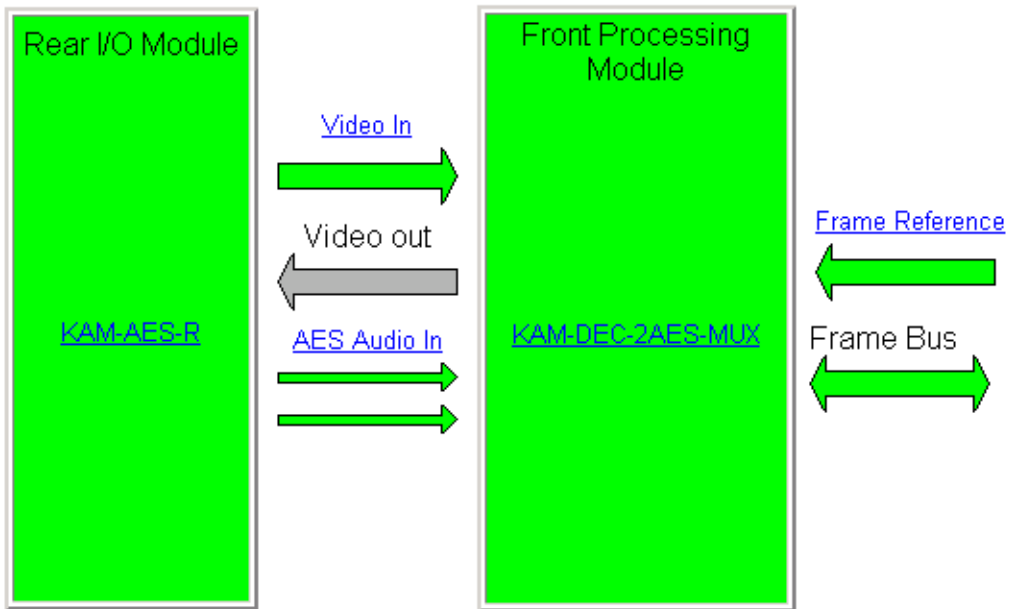 Rear I/O Module
KAM-AES-R
Video In
Video out
AES Audio In
Front Processing
Module
KAM-DEC-2AES-MUX
Frame Reference
Frame Bus